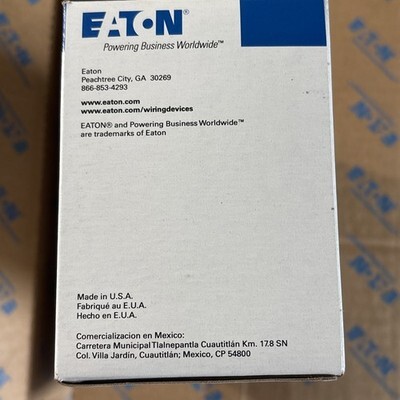 EATON®
Powering Business Worldwide™
Eaton
Peachtree City, GA 30269
866-853-4293
www.eaton.com
www.eaton.com/wiringdevices
EATON® and Powering Business Worldwide™
are trademarks of Eaton
Made in U.S.A.
Fabriqué au E.U.A.
Hecho en E.U.A.
Comercializacion en Mexico:
Carretera Municipal Tlalnepantla Cuautitlán Km. 17.8 SN
Col. Villa Jardín, Cuautitlán; Mexico, CP 54800